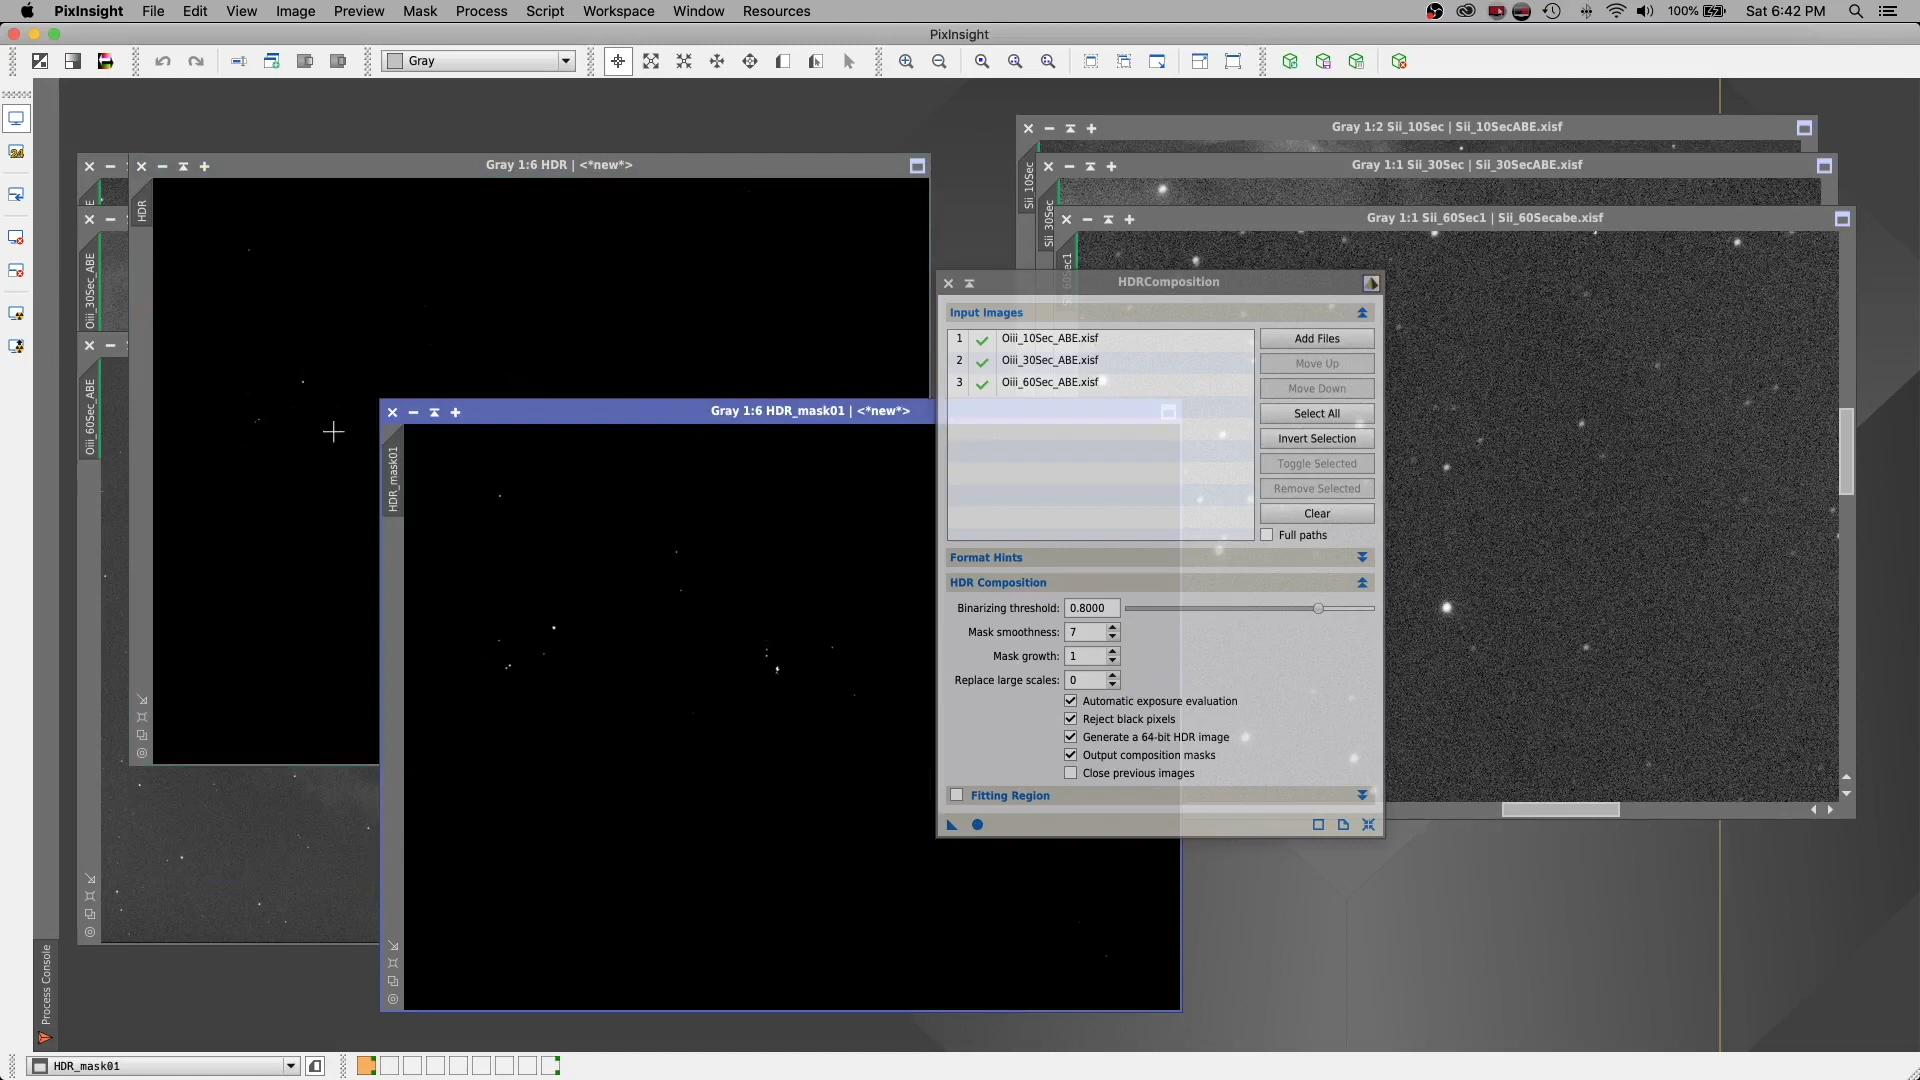 PixInsight File Edit View Image Preview Mask Process Script Workspace Window Resources
100% Sat 6:42 PM
PixInsight
24
Gray
Gray 1:2 Sii_10Sec | Sii_10SecABE.xisf
Sii_10Sec
Gray 1:1 Sii_30Sec | Sii_30SecABE.xisf
Sii_30Sec
Gray 1:1 Sii_60Sec1 | Sii_60Secabe.xisf
Sii_60Sec1
Gray 1:6 HDR | <*new*>
HDR
Oiii_30Sec_ABE
Oiii_60Sec_ABE
Gray 1:6 HDR_mask01 | <*new*>
HDR_mask01
HDRComposition
Input Images
1 Oiii_10Sec_ABE.xisf
2 Oiii_30Sec_ABE.xisf
3 Oiii_60Sec_ABE.xisf
Add Files
Move Up
Move Down
Select All
Invert Selection
Toggle Selected
Remove Selected
Clear
Full paths
Format Hints
HDR Composition
Binarizing threshold: 0.8000
Mask smoothness: 7
Mask growth: 1
Replace large scales: 0
Automatic exposure evaluation
Reject black pixels
Generate a 64-bit HDR image
Output composition masks
Close previous images
Fitting Region
Process Console
HDR_mask01